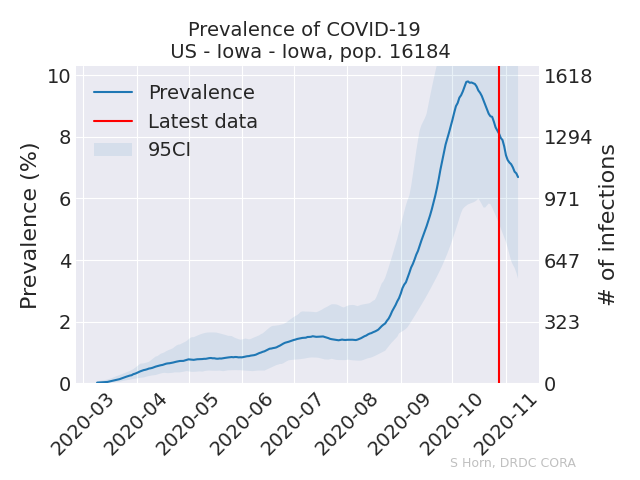 Prevalence of COVID-19
US - Iowa - Iowa, pop. 16184
Prevalence (%)
10
8
6
4
2
0
Prevalence
Latest data
95CI
1618
1294
971
647
323
0
# of infections
2020-03
2020-04
2020-05
2020-06
2020-07
2020-08
2020-09
2020-10
2020-11
S Horn, DRDC CORA